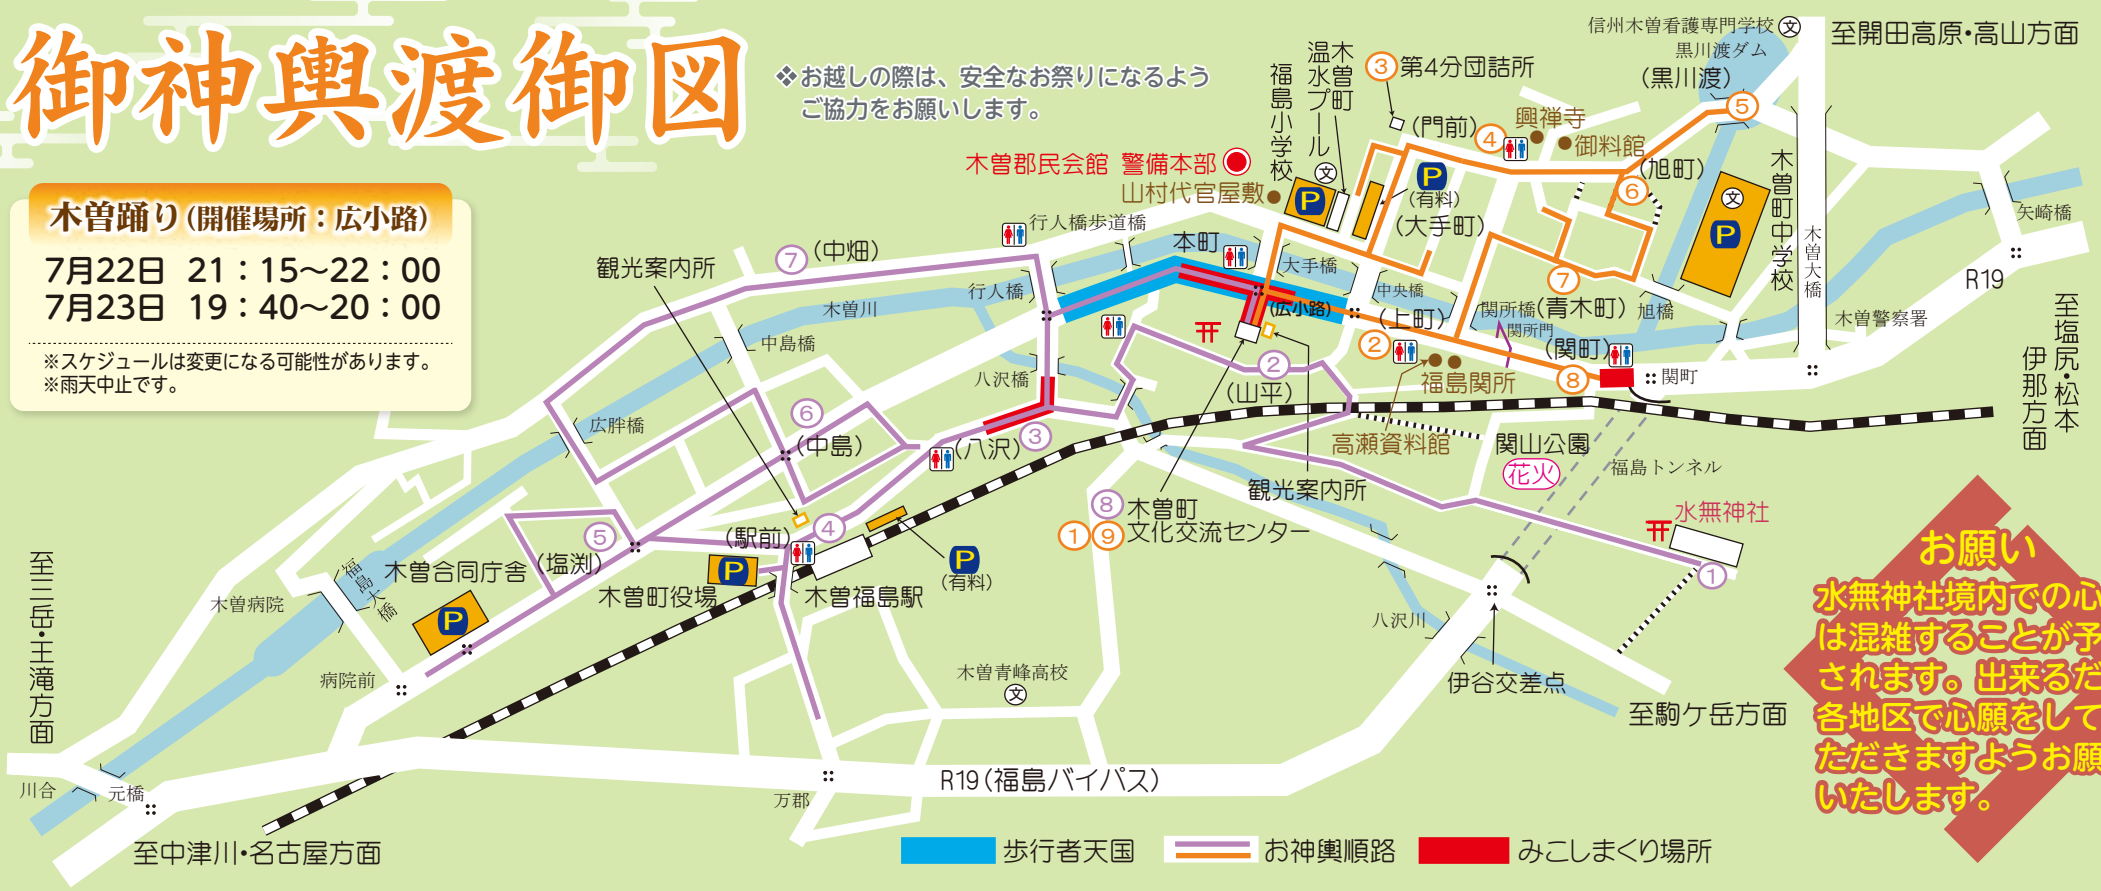 御神輿渡御図
❖お越しの際は、安全なお祭りになるよう
ご協力をお願いします。
木曽踊り(開催場所:広小路)
7月22日 21:15〜22:00
7月23日 19:40〜20:00
※スケジュールは変更になる可能性があります。
※雨天中止です。
信州木曽看護専門学校 文
黒川渡ダム
(黒川渡)
⑤
至開田高原・高山方面
木曽町
温水プール
福島小学校
文
③第4分団詰所
(門前)
④
興禅寺
御料館
(旭町)
⑥
木曽郡民会館 警備本部
山村代官屋敷
P
P
(有料)
(大手町)
文
P
木曽町中学校
木曽大橋
矢崎橋
R19
至塩尻・松本
伊那方面
木曽警察署
行人橋歩道橋
本町
大手橋
中央橋
⑦
(青木町)
旭橋
関所橋
関所門
⑦(中畑)
観光案内所
木曽川
行人橋
中島橋
八沢橋
(広小路)
(上町)
②
(関町)
⑧
関町
福島関所
②
(山平)
高瀬資料館
関山公園
花火
福島トンネル
広胖橋
⑥
(中島)
(八沢)
③
観光案内所
⑧木曽町
①⑨文化交流センター
水無神社
①
④
(駅前)
P
(有料)
⑤
(塩渕)
木曽合同庁舎
P
P
木曽町役場
木曽福島駅
福島大橋
木曽病院
病院前
至三岳・王滝方面
川合
元橋
至中津川・名古屋方面
木曽青峰高校
文
八沢川
伊谷交差点
至駒ケ岳方面
R19(福島バイパス)
万郡
お願い
水無神社境内での心
は混雑することが予
されます。出来るだ
各地区で心願をして
ただきますようお願
いたします。
歩行者天国
お神輿順路
みこしまくり場所